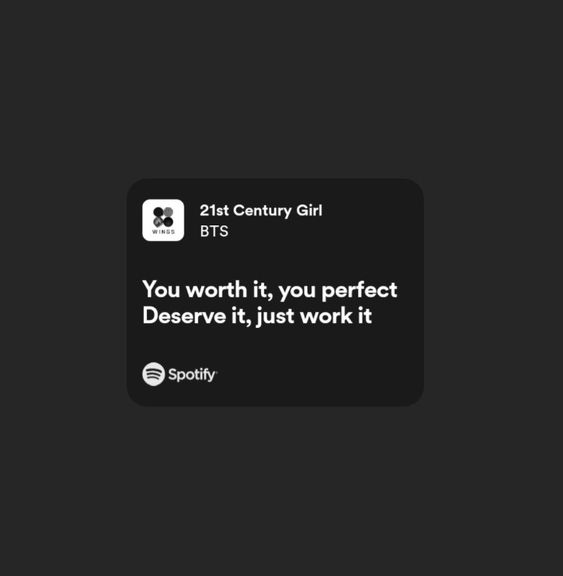 WINGS
21st Century Girl
BTS
You worth it, you perfect
Deserve it, just work it
Spotify